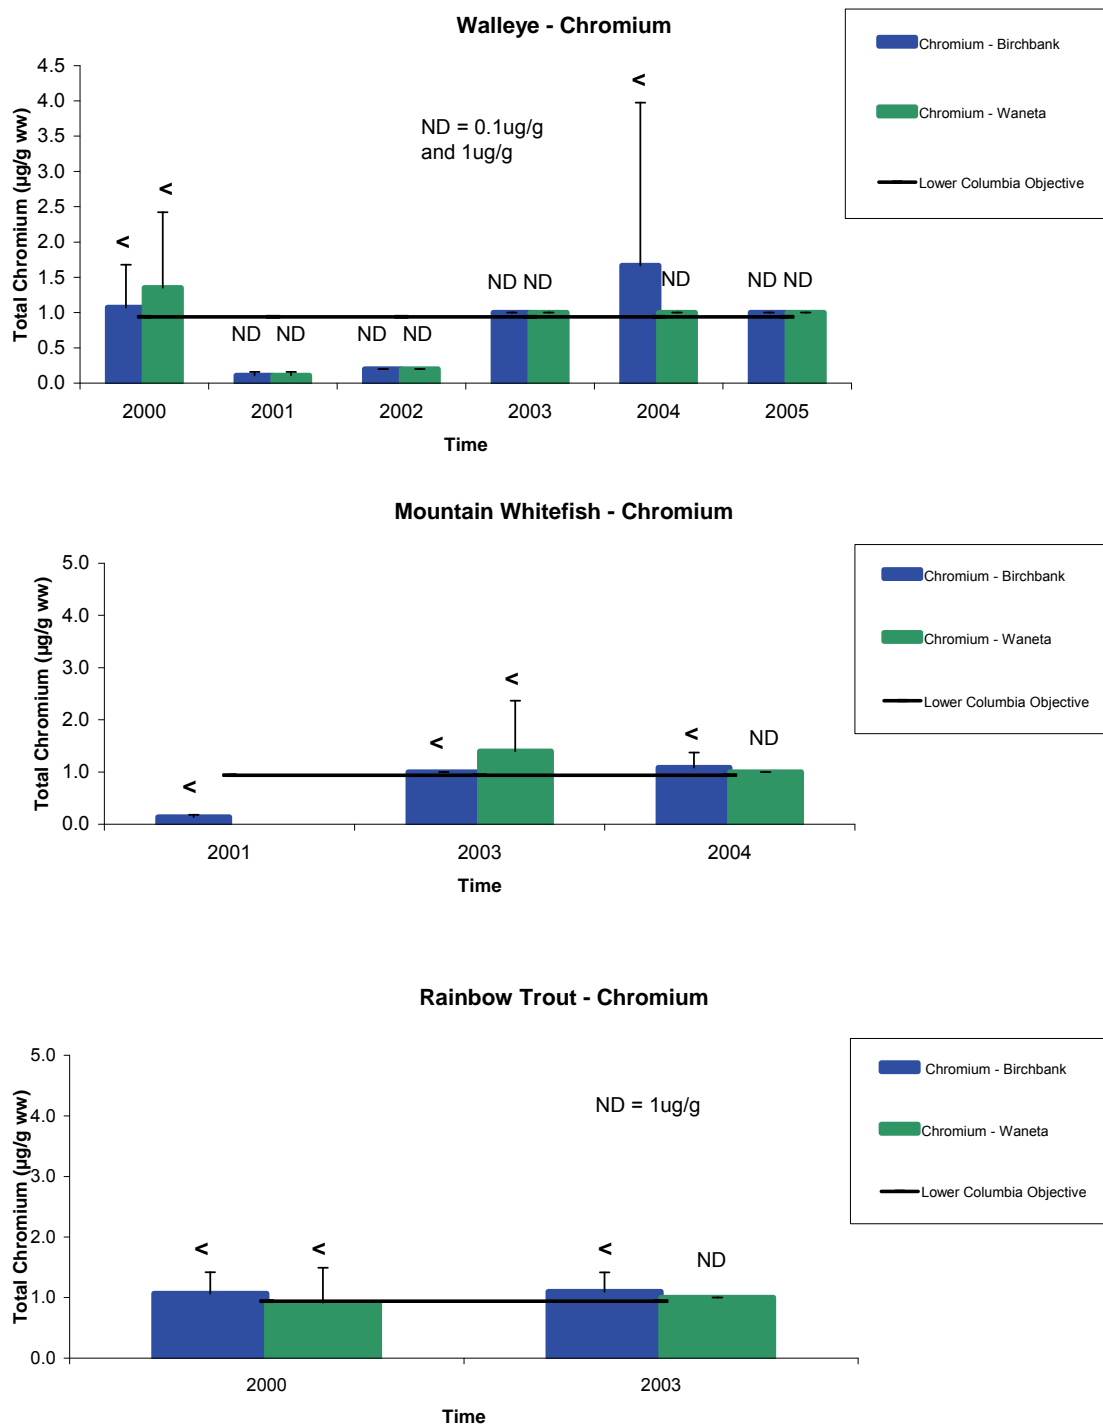 Walleye - Chromium
Chromium - Birchbank
Chromium - Waneta
Lower Columbia Objective
Total Chromium (µg/g ww)
4.5
4.0
3.5
3.0
2.5
2.0
1.5
1.0
0.5
0.0
ND = 0.1ug/g
and 1ug/g
< < <
ND ND ND ND ND ND ND ND ND
2000 2001 2002 2003 2004 2005
Time
Mountain Whitefish - Chromium
Chromium - Birchbank
Chromium - Waneta
Lower Columbia Objective
Total Chromium (µg/g ww)
5.0
4.0
3.0
2.0
1.0
0.0
< < < < ND
2001 2003 2004
Time
Rainbow Trout - Chromium
Chromium - Birchbank
Chromium - Waneta
Lower Columbia Objective
Total Chromium (µg/g ww)
5.0
4.0
3.0
2.0
1.0
0.0
ND = 1ug/g
< < < ND
2000 2003
Time